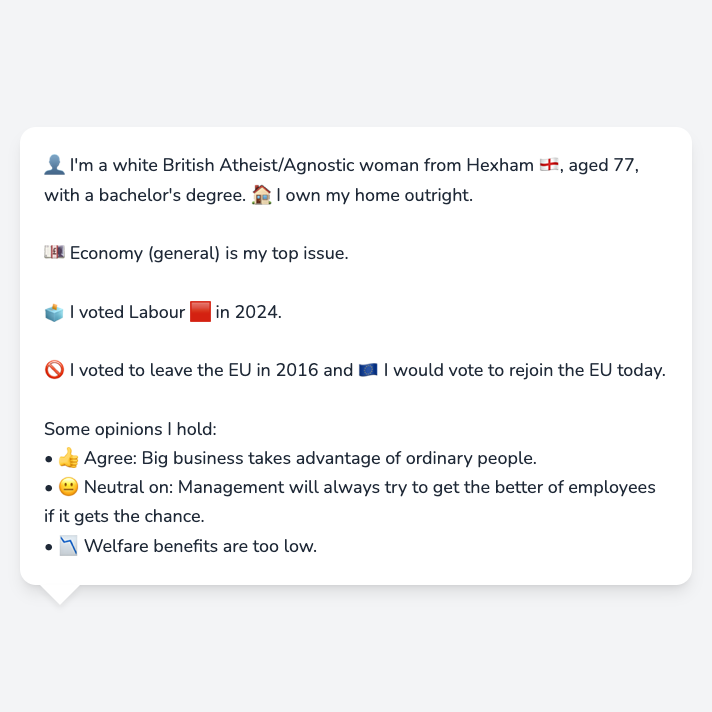 👤 I'm a white British Atheist/Agnostic woman from Hexham 🏴󠁧󠁢󠁥󠁮󠁧󠁿, aged 77,
with a bachelor's degree. 🏠 I own my home outright.
💷 Economy (general) is my top issue.
🗳️ I voted Labour 🟥 in 2024.
🚫 I voted to leave the EU in 2016 and 🇪🇺 I would vote to rejoin the EU today.
Some opinions I hold:
• 👍 Agree: Big business takes advantage of ordinary people.
• 😐 Neutral on: Management will always try to get the better of employees
if it gets the chance.
• 📉 Welfare benefits are too low.